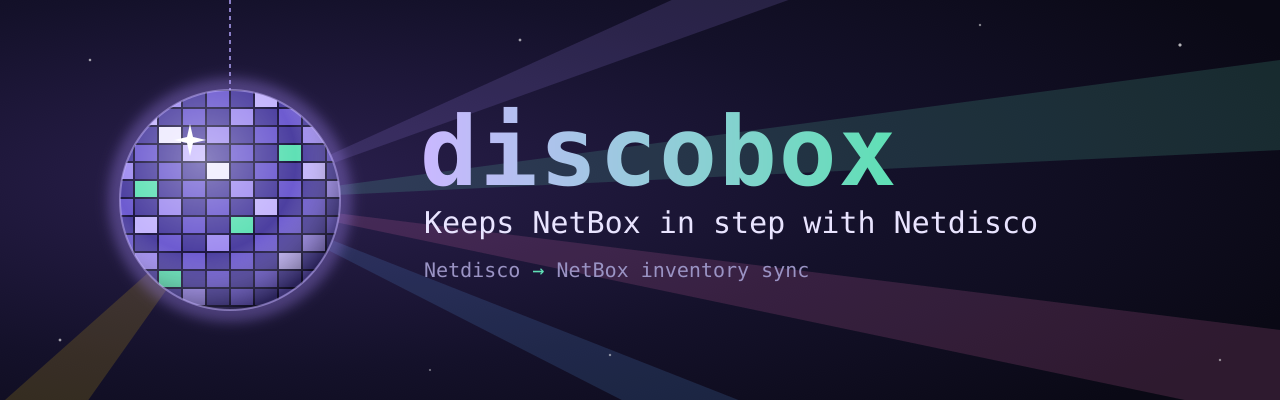 discobox
Keeps NetBox in step with Netdisco
Netdisco → NetBox inventory sync